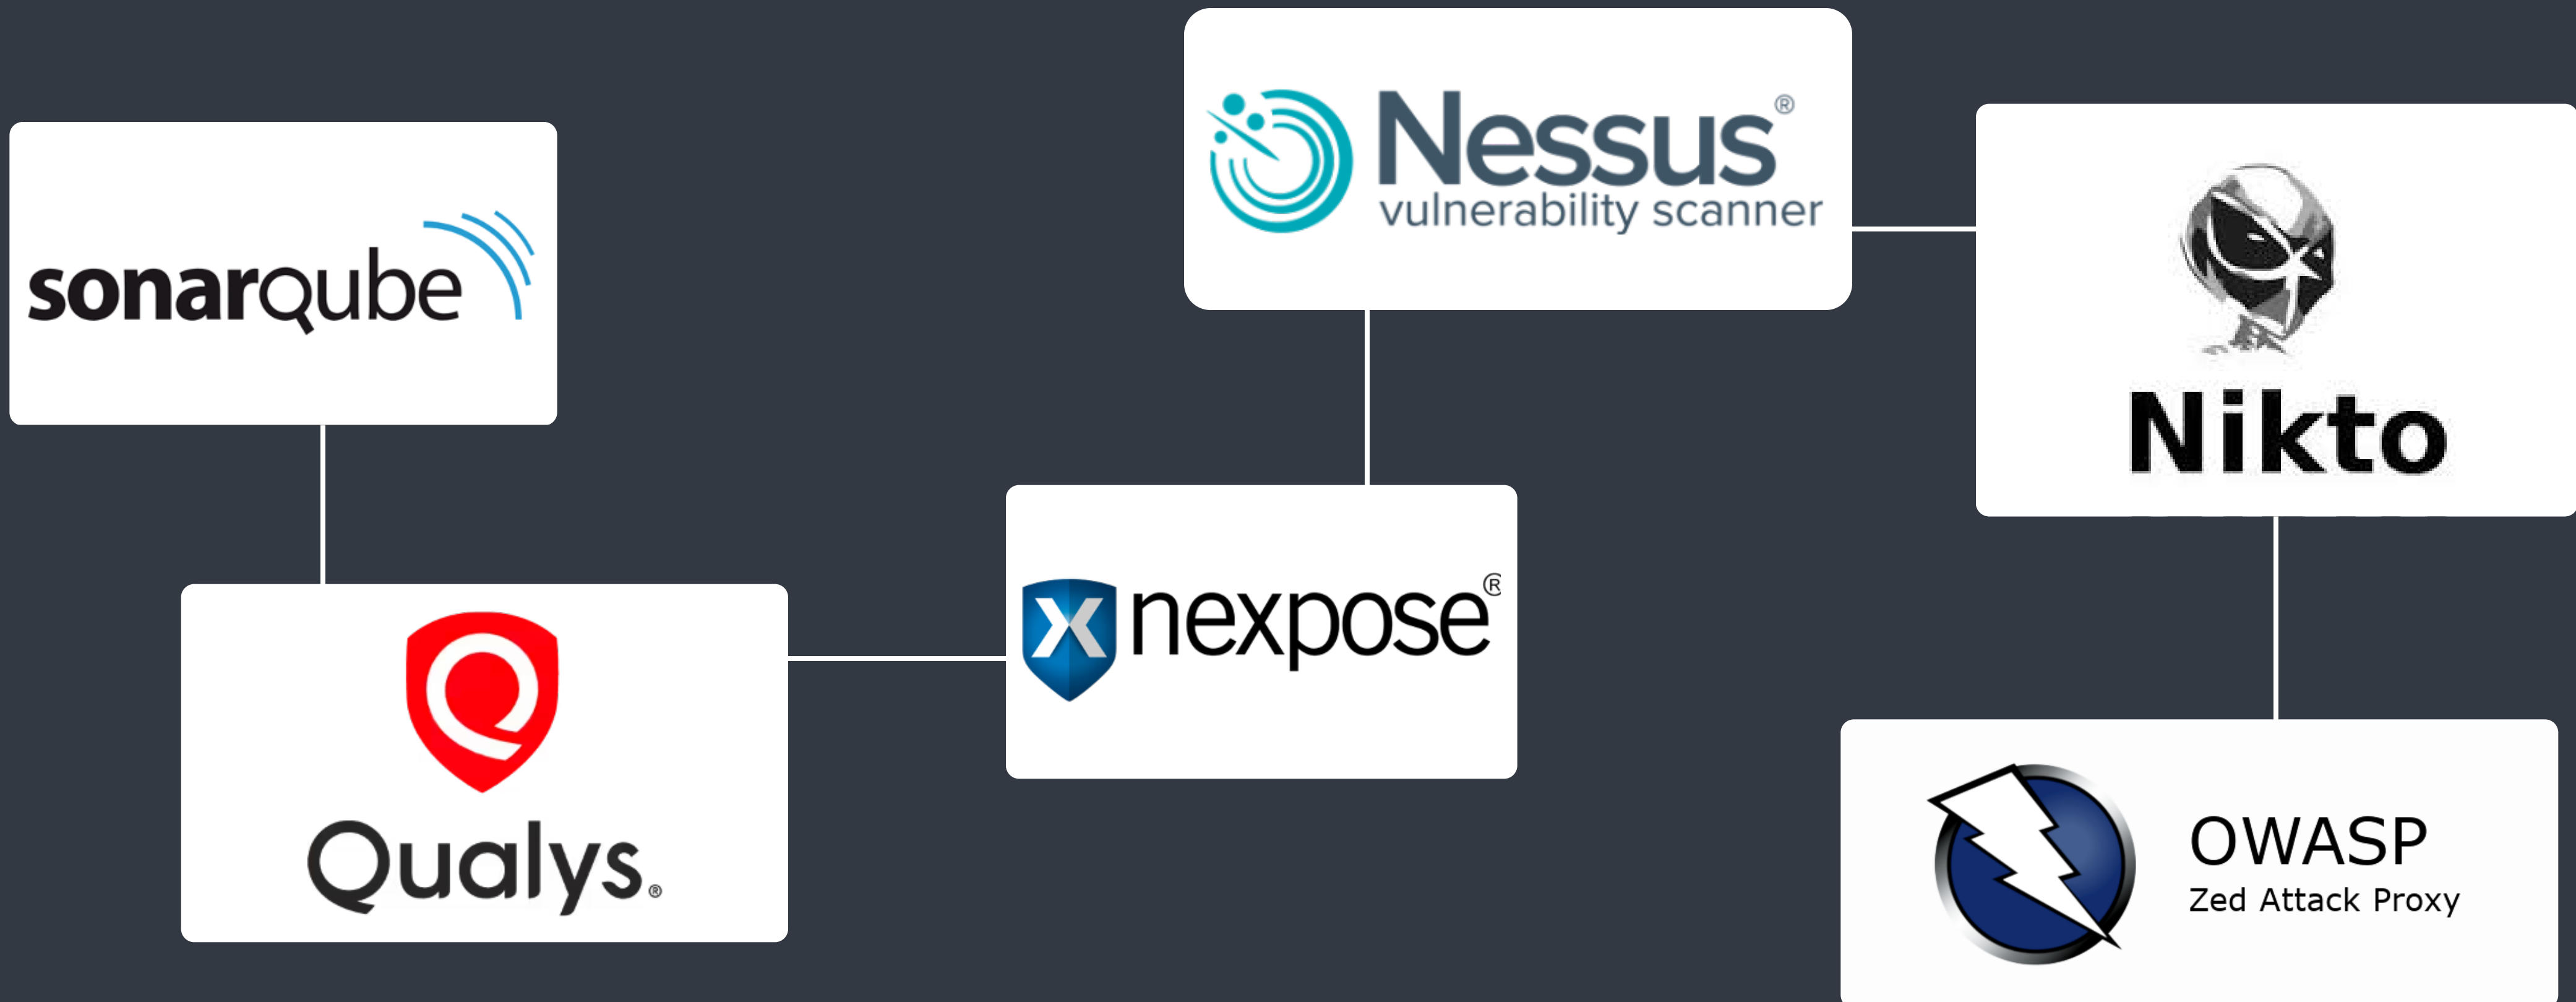 sonarqube
Qualys®
nexpose®
Nessus®
vulnerability scanner
Nikto
OWASP
Zed Attack Proxy